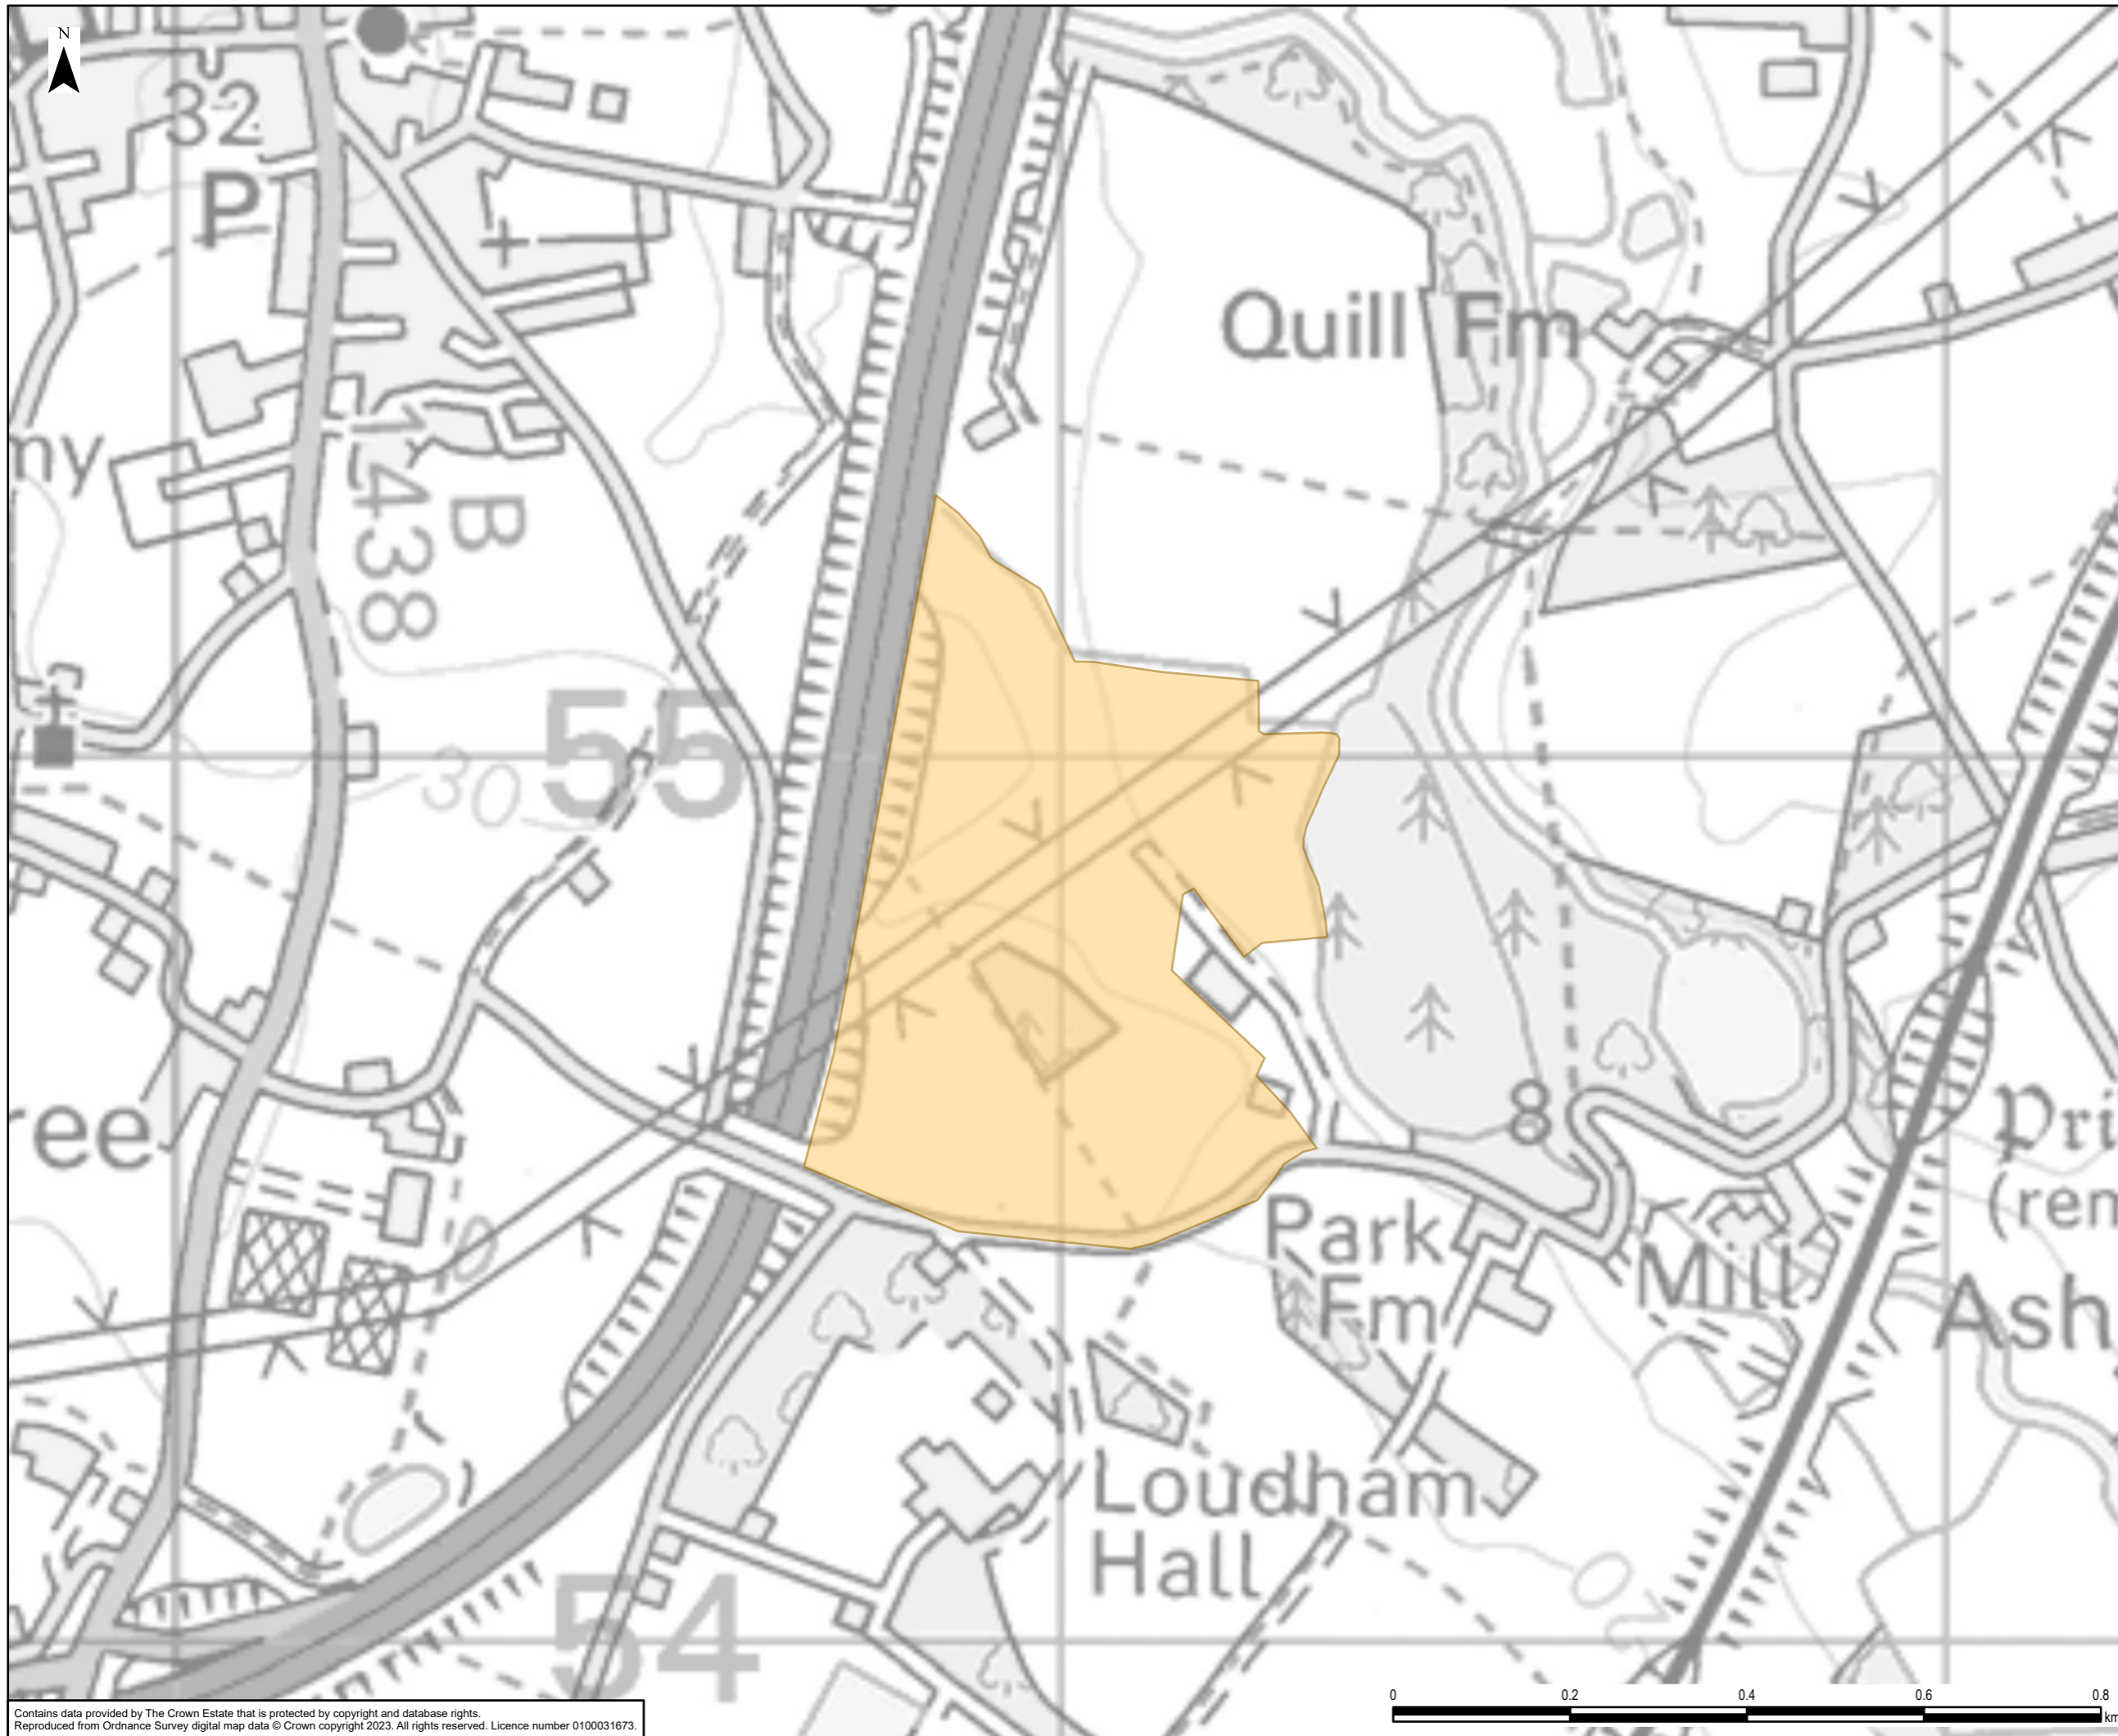 N
32
P
Quill Fm
ny
B
1438
55
30
8
ree
Pri
(rem
Park
Fm
Mill
Ash
Loudham
Hall
20
54
0 0.2 0.4 0.6 0.8
km
Contains data provided by The Crown Estate that is protected by copyright and database rights.
Reproduced from Ordnance Survey digital map data © Crown copyright 2023. All rights reserved. Licence number 0100031673.